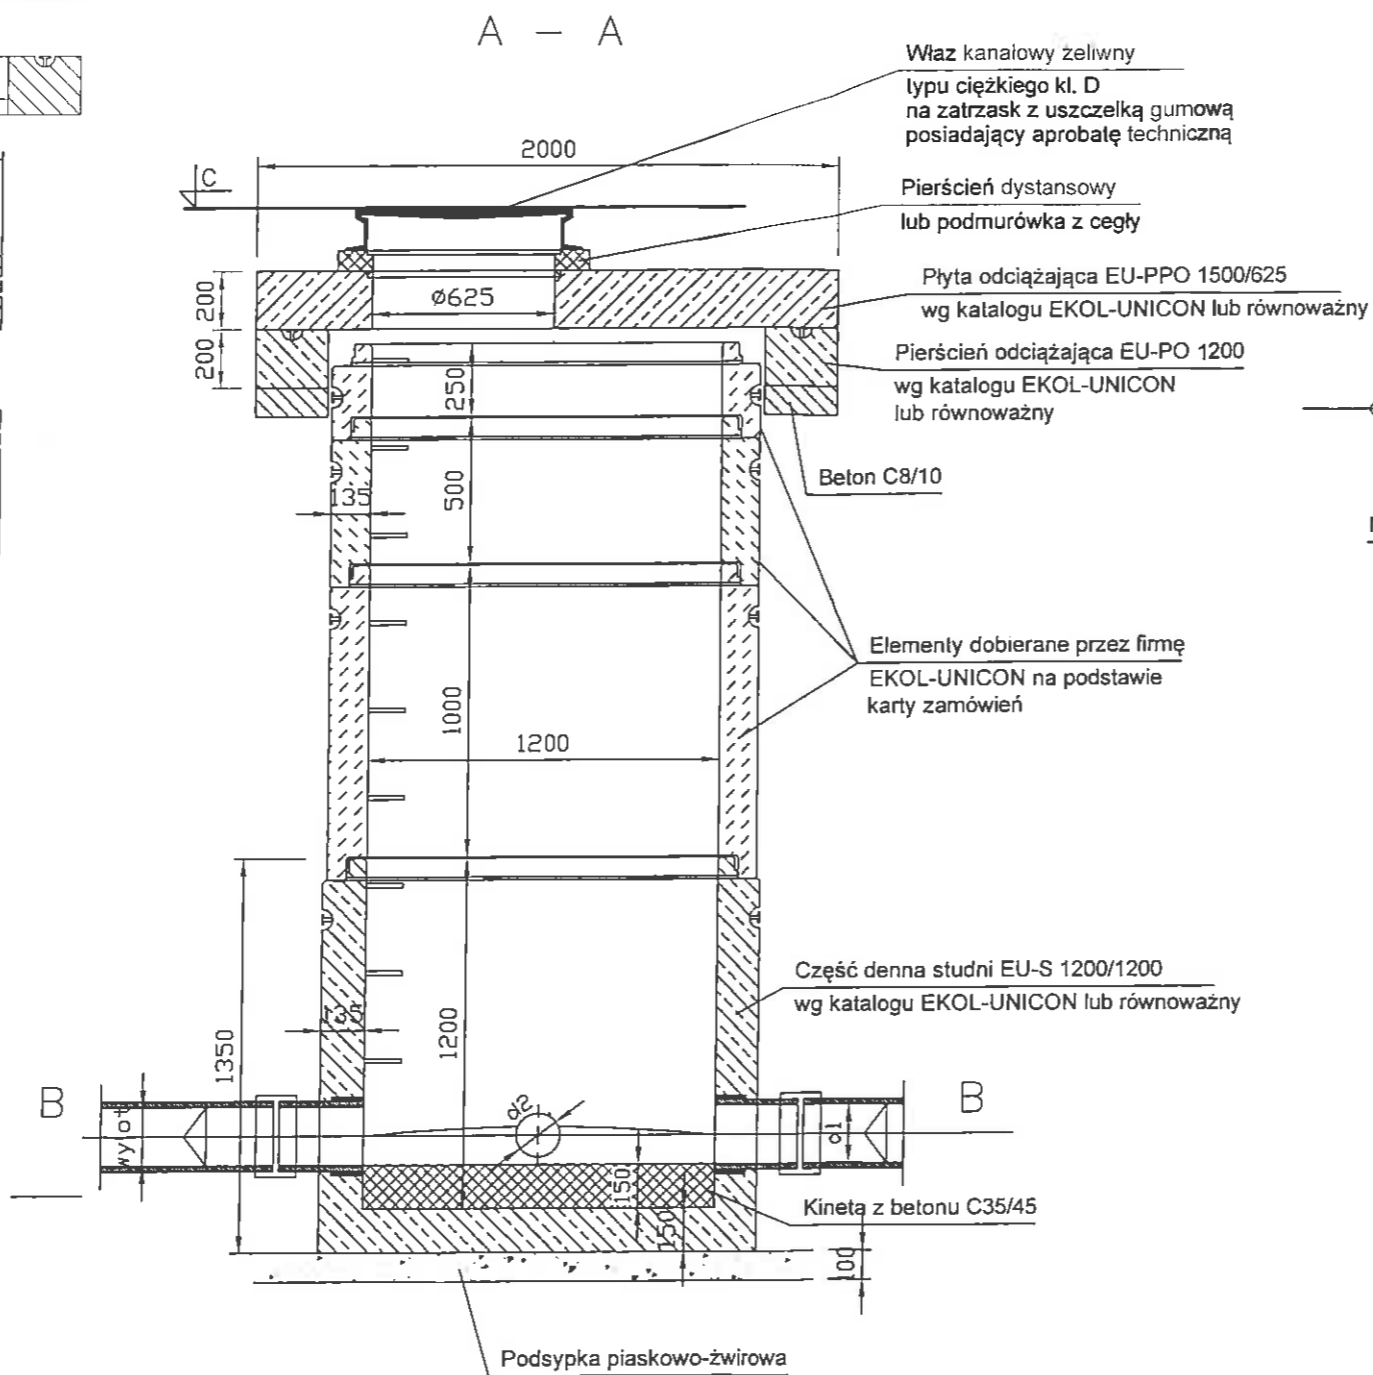 A – A
Właz kanałowy żeliwny
typu ciężkiego kl. D
na zatrzask z uszczelką gumową
posiadający aprobatę techniczną
2000
C
Pierścień dystansowy
lub podmurówka z cegły
Płyta odciążająca EU-PPO 1500/625
wg katalogu EKOL-UNICON lub równoważny
200
ø625
200
Pierścień odciążająca EU-PO 1200
wg katalogu EKOL-UNICON
lub równoważny
250
Beton C8/10
500
135
Elementy dobierane przez firmę
EKOL-UNICON na podstawie
karty zamówień
1000
1200
Część denna studni EU-S 1200/1200
wg katalogu EKOL-UNICON lub równoważny
135
1200
1350
B
B
wylot
d2
d1
150
Kineta z betonu C35/45
150
100
Podsypka piaskowo-żwirowa